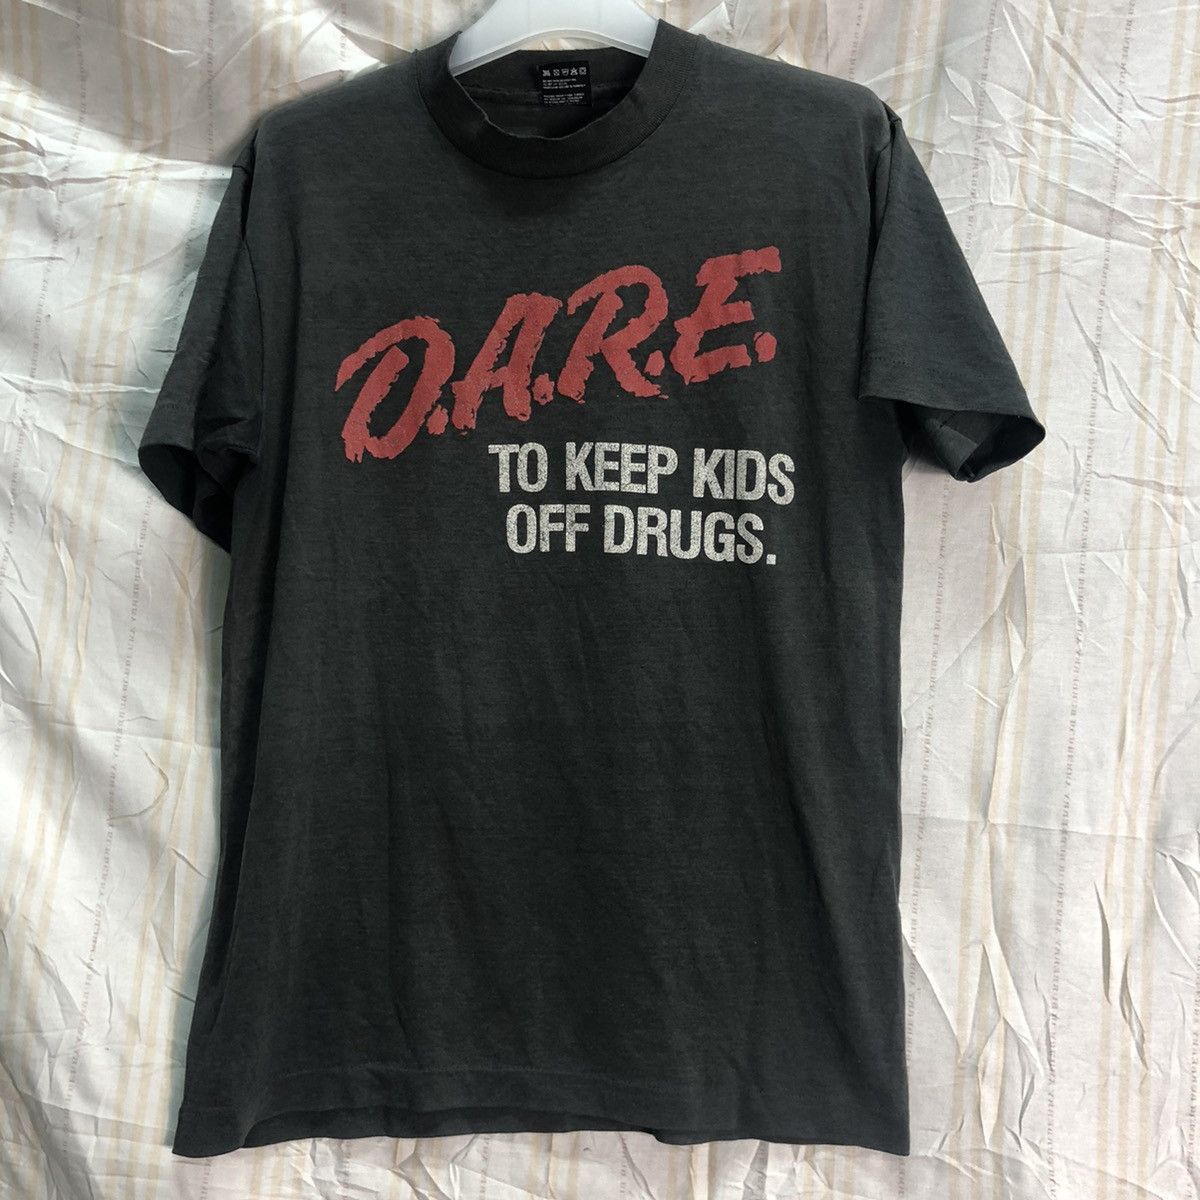 D.A.R.E.
TO KEEP KIDS
OFF DRUGS.